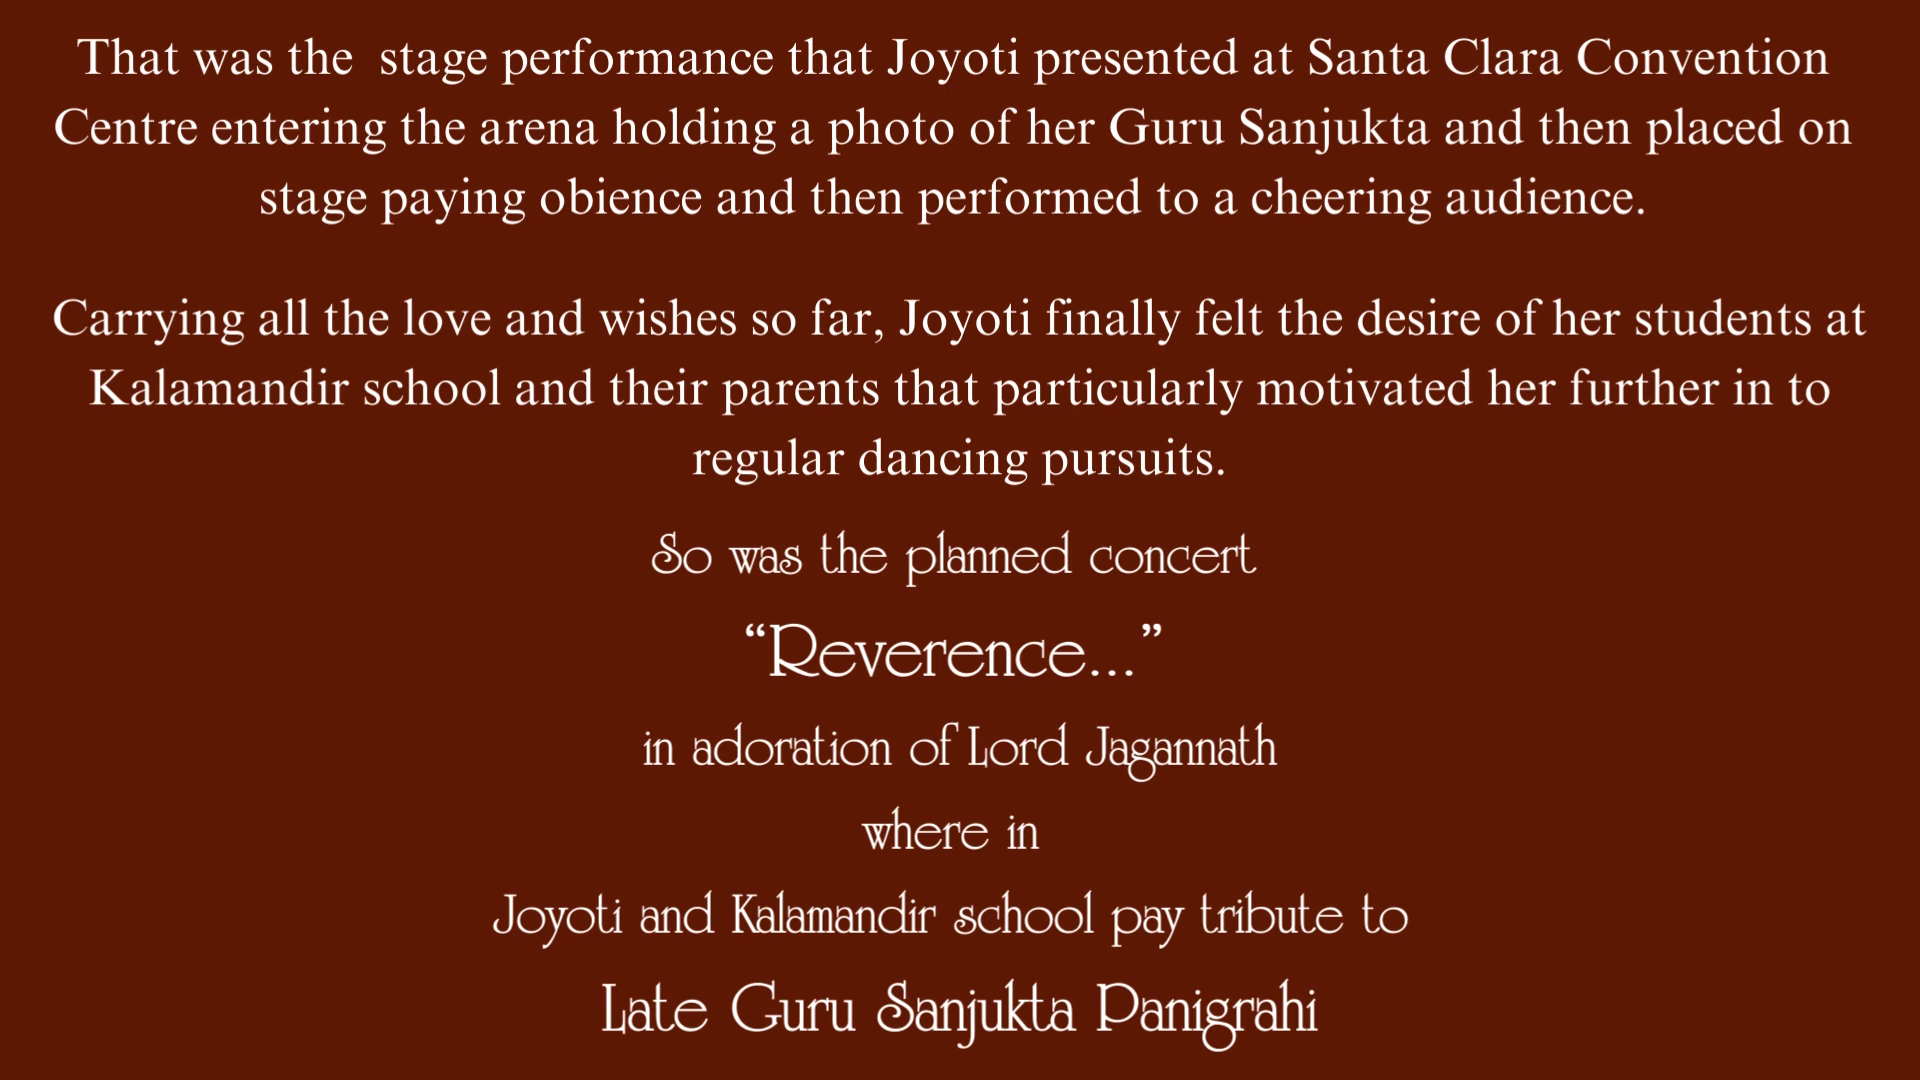 That was the  stage performance that Joyoti presented at Santa Clara Convention
Centre entering the arena holding a photo of her Guru Sanjukta and then placed on
stage paying obience and then performed to a cheering audience.
Carrying all the love and wishes so far, Joyoti finally felt the desire of her students at
Kalamandir school and their parents that particularly motivated her further in to
regular dancing pursuits.
So was the planned concert
“Reverence...”
in adoration of Lord Jagannath
where in
Joyoti and Kalamandir school pay tribute to
Late Guru Sanjukta Panigrahi